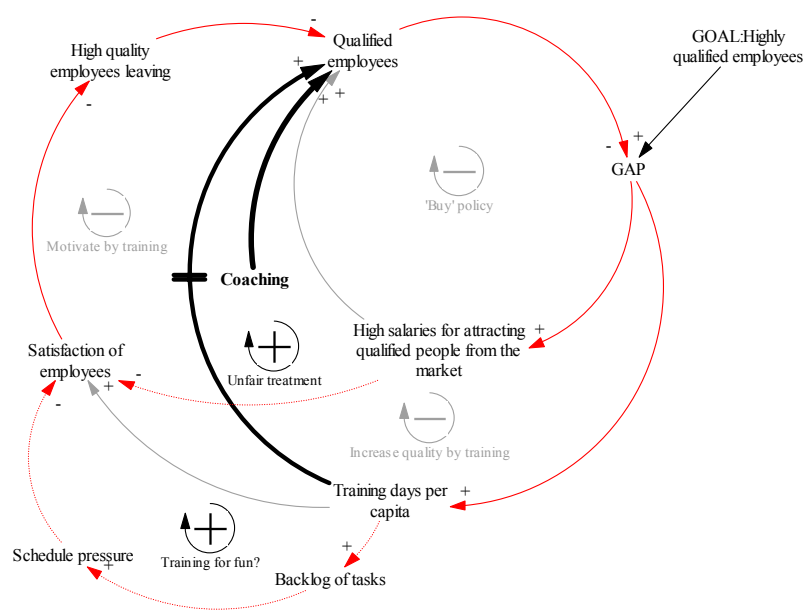 GOAL:Highly
qualified employees
High quality
employees leaving
-
Qualified
employees
+
+
+
-
-
+
GAP
'Buy' policy
Motivate by training
Coaching
High salaries for attracting
qualified people from the
market
+
Satisfaction of
employees
+
-
-
Unfair treatment
Increase quality by training
Training days per
capita
+
Training for fun?
Schedule pressure
+
Backlog of tasks
+